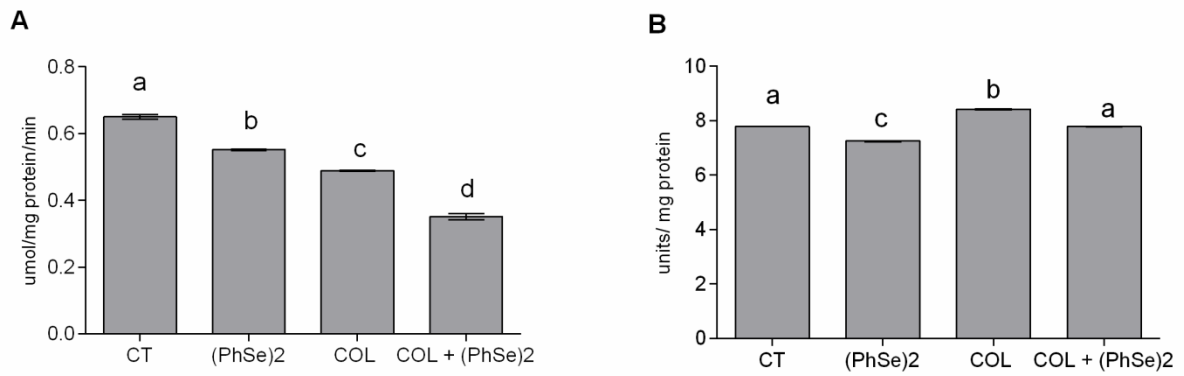 A
umol/mg protein/min
0.8
0.6
0.4
0.2
0.0
a
b
c
d
CT
(PhSe)2
COL
COL + (PhSe)2
B
units/ mg protein
10
8
6
4
2
0
a
c
b
a
CT
(PhSe)2
COL
COL + (PhSe)2